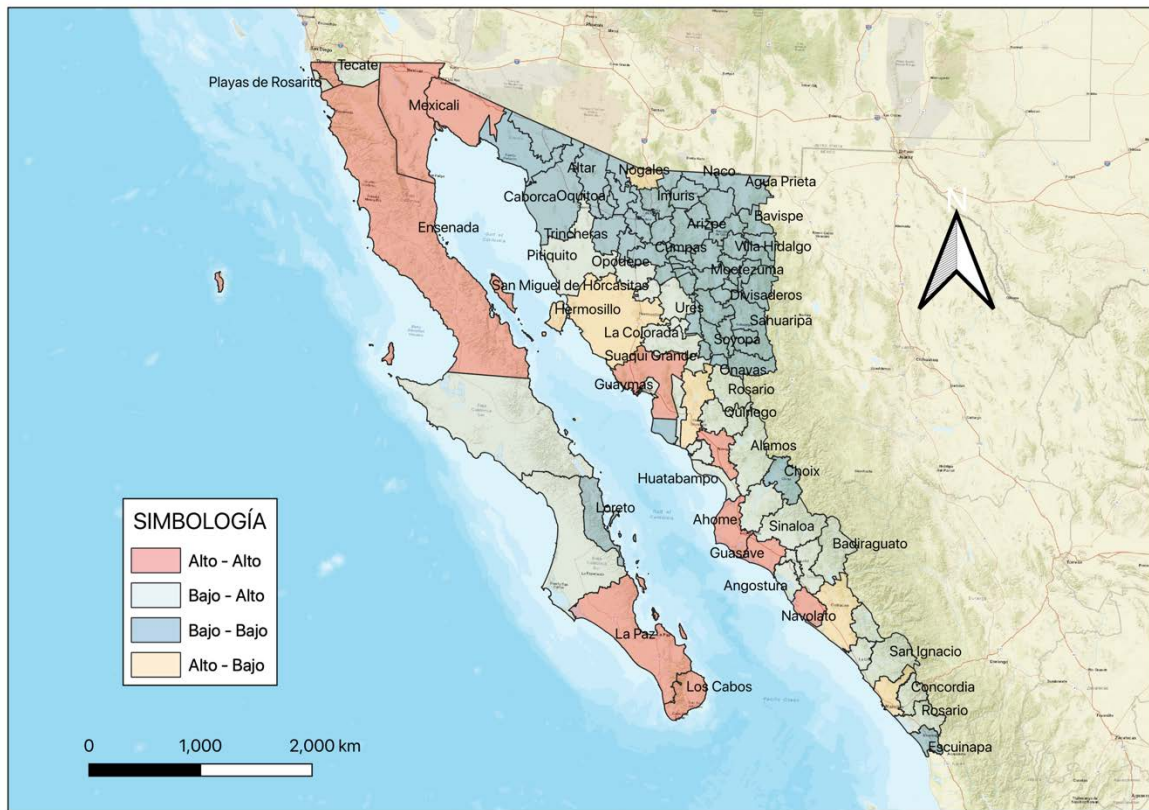 Tecate
Playas de Rosarito
Mexicali
N
Nogales
Naco
Altar
Agua Prieta
Caborca
Oquitoa
Imuris
Bavispe
Arizpe
Ensenada
Trincheras
Cumpas
Villa Hidalgo
Pitiquito
Opodepe
Moctezuma
San Miguel de Horcasitas
Divisaderos
Hermosillo
Ures
Sahuaripa
La Colorada
Soyopa
Suaqui Grande
Onavas
Guaymas
Rosario
Quiriego
Alamos
Choix
Huatabampo
Loreto
Ahome
Sinaloa
Guasave
Badiraguato
Angostura
Navolato
La Paz
San Ignacio
Los Cabos
Concordia
Rosario
Escuinapa
SIMBOLOGÍA
Alto - Alto
Bajo - Alto
Bajo - Bajo
Alto - Bajo
0 1,000 2,000 km